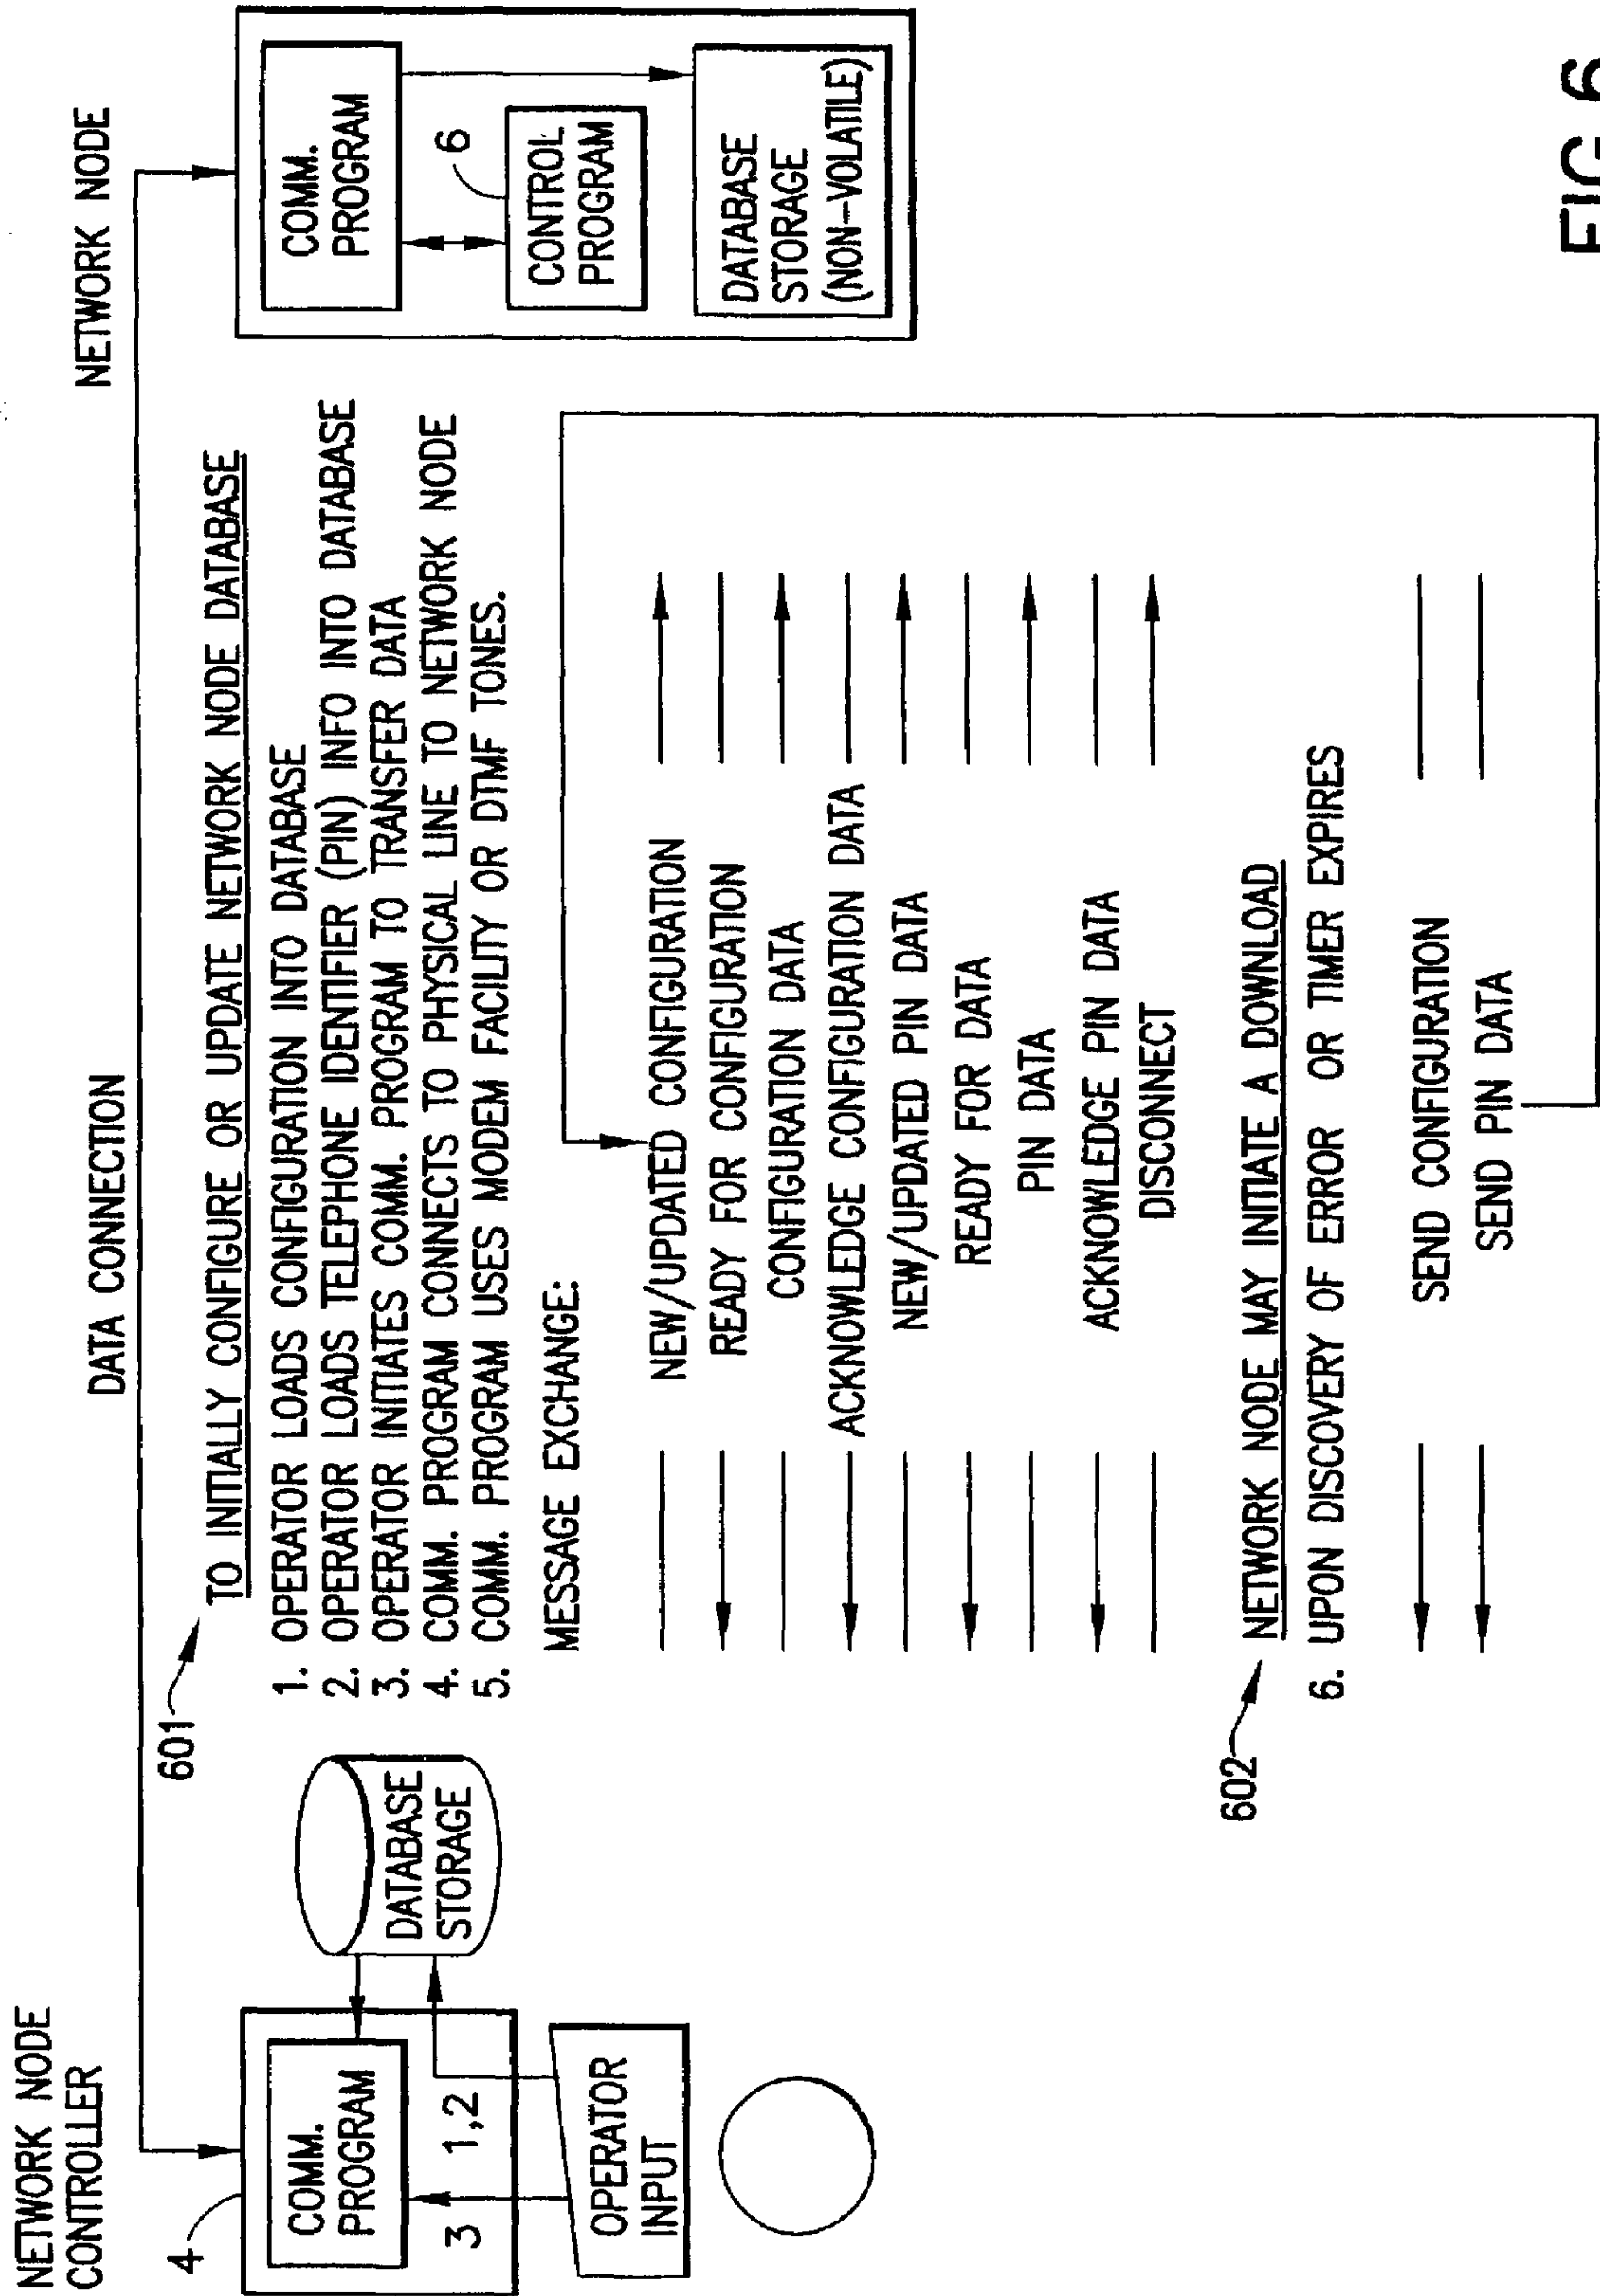 NETWORK NODE
CONTROLLER
4
COMM.
PROGRAM
3
1,2
OPERATOR
INPUT
DATABASE
STORAGE
DATA CONNECTION
NETWORK NODE
COMM.
PROGRAM
6
CONTROL
PROGRAM
DATABASE
STORAGE
(NON-VOLATILE)
601
TO INITIALLY CONFIGURE OR UPDATE NETWORK NODE DATABASE
1. OPERATOR LOADS CONFIGURATION INTO DATABASE
2. OPERATOR LOADS TELEPHONE IDENTIFIER (PIN) INFO INTO DATABASE
3. OPERATOR INITIATES COMM. PROGRAM TO TRANSFER DATA
4. COMM. PROGRAM CONNECTS TO PHYSICAL LINE TO NETWORK NODE
5. COMM. PROGRAM USES MODEM FACILITY OR DTMF TONES.
MESSAGE EXCHANGE:
NEW/UPDATED CONFIGURATION
READY FOR CONFIGURATION
CONFIGURATION DATA
ACKNOWLEDGE CONFIGURATION DATA
NEW/UPDATED PIN DATA
READY FOR DATA
PIN DATA
ACKNOWLEDGE PIN DATA
DISCONNECT
602
NETWORK NODE MAY INITIATE A DOWNLOAD
6. UPON DISCOVERY OF ERROR OR TIMER EXPIRES
SEND CONFIGURATION
SEND PIN DATA
FIG.6